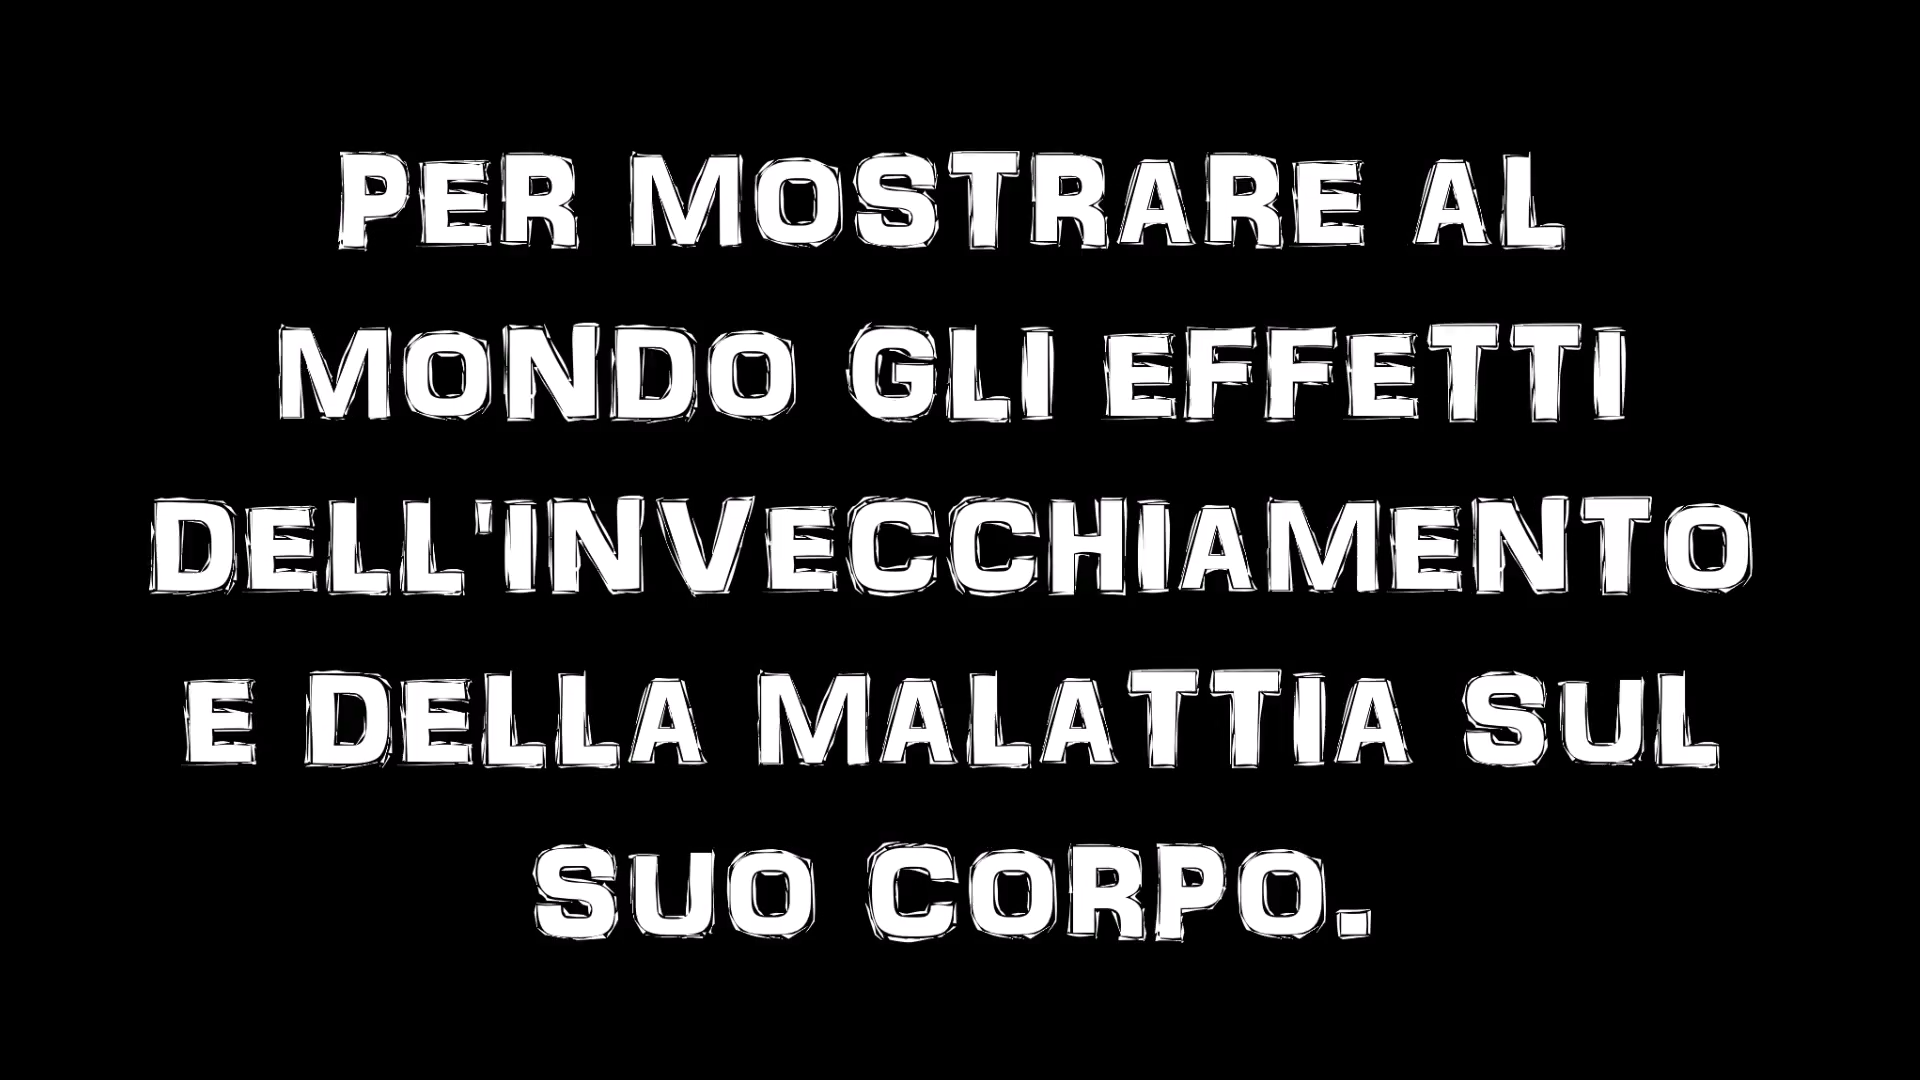 PER MOSTRARE AL
MONDO GLI EFFETTI
DELL'INVECCHIAMENTO
E DELLA MALATTIA SUL
SUO CORPO.